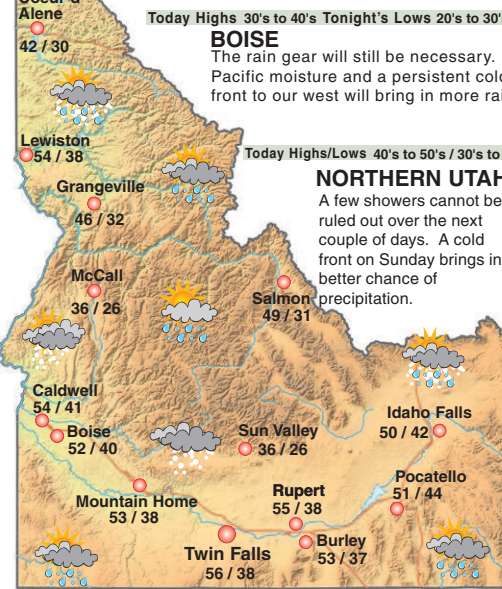 Coeur d'
Alene
42 / 30
Today Highs 30's to 40's Tonight's Lows 20's to 30'
BOISE
The rain gear will still be necessary.
Pacific moisture and a persistent
front to our west will bring in more
Lewiston
54 / 38
Today Highs/Lows 40's to 50's / 30's to
NORTHERN UTAH
A few showers cannot be
ruled out over the next
couple of days. A cold
front on Sunday brings in
better chance of
precipitation.
Grangeville
46 / 32
McCall
36 / 26
Salmon
49 / 31
Caldwell
54 / 41
Boise
52 / 40
Sun Valley
36 / 26
Idaho Falls
50 / 42
Mountain Home
53 / 38
Rupert
55 / 38
Pocatello
51 / 44
Twin Falls
56 / 38
Burley
53 / 37